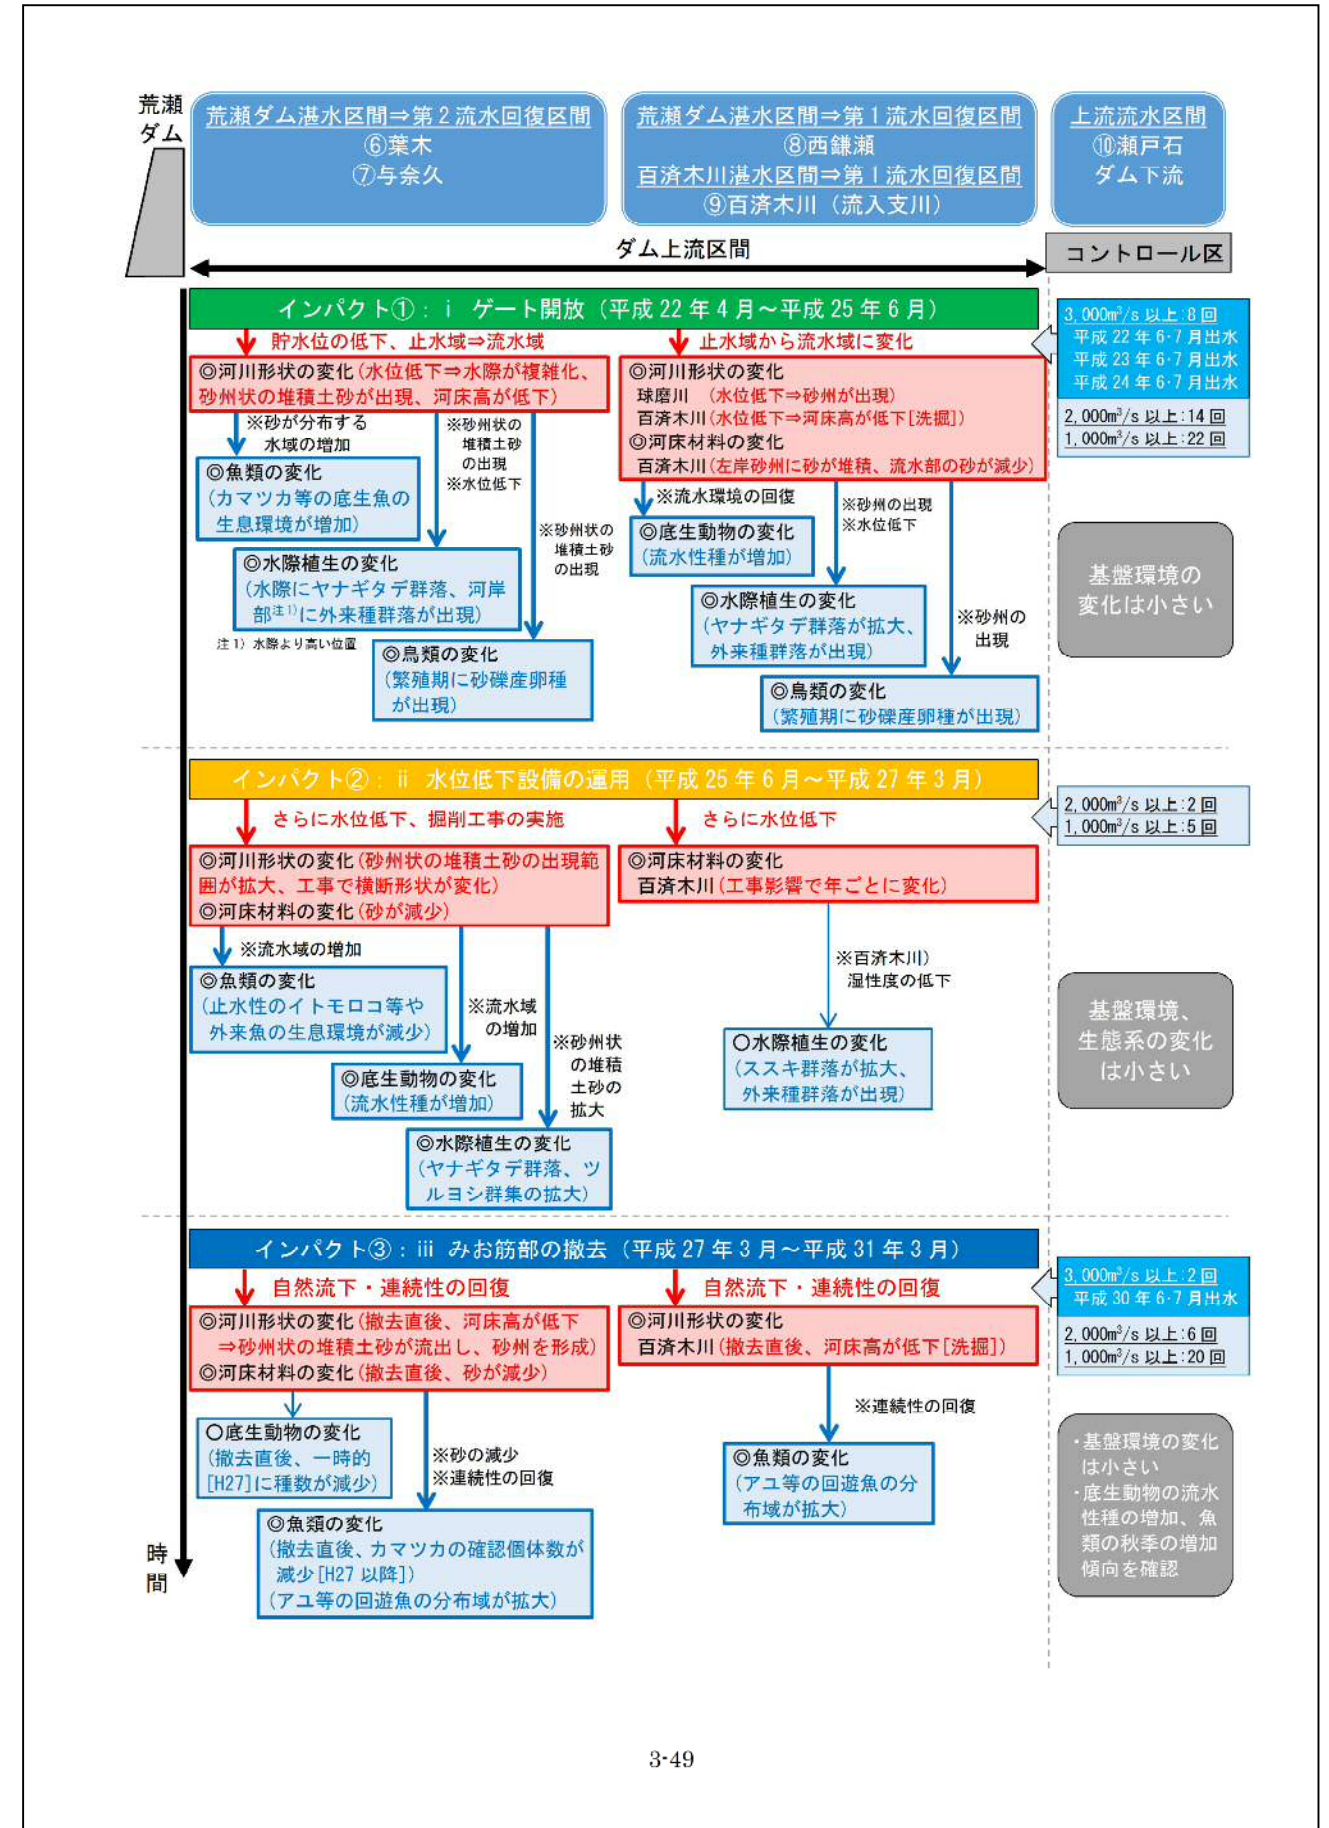 荒瀬
ダム
荒瀬ダム湛水区間⇒第２流水回復区間
⑥葉木
⑦与奈久
荒瀬ダム湛水区間⇒第１流水回復区間
⑧西鎌瀬
百済木川湛水区間⇒第１流水回復区間
⑨百済木川（流入支川）
上流流水区間
⑩瀬戸石
ダム下流
ダム上流区間
コントロール区
インパクト①：ⅰ ゲート開放（平成22年4月～平成25年6月）
貯水位の低下、止水域⇒流水域
◎河川形状の変化(水位低下⇒水際が複雑化、
砂州状の堆積土砂が出現、河床高が低下)
※砂が分布する
水域の増加
◎魚類の変化
(カマツカ等の底生魚の
生息環境が増加)
※砂州状の
堆積土砂
の出現
※水位低下
◎水際植生の変化
(水際にヤナギタデ群落、河岸
部注1)に外来種群落が出現)
注1) 水際より高い位置
※砂州状の
堆積土砂
の出現
◎鳥類の変化
(繁殖期に砂礫産卵種
が出現)
止水域から流水域に変化
◎河川形状の変化
球磨川 (水位低下⇒砂州が出現)
百済木川(水位低下⇒河床高が低下[洗掘])
◎河床材料の変化
百済木川(左岸砂州に砂が堆積、流水部の砂が減少)
※流水環境の回復
◎底生動物の変化
(流水性種が増加)
※砂州の出現
※水位低下
◎水際植生の変化
(ヤナギタデ群落が拡大、
外来種群落が出現)
※砂州の
出現
◎鳥類の変化
(繁殖期に砂礫産卵種が出現)
3,000m³/s以上:8回
平成22年6･7月出水
平成23年6･7月出水
平成24年6･7月出水
2,000m³/s以上:14回
1,000m³/s以上:22回
基盤環境の
変化は小さい
インパクト②：ⅱ 水位低下設備の運用（平成25年6月～平成27年3月）
さらに水位低下、掘削工事の実施
◎河川形状の変化(砂州状の堆積土砂の出現範
囲が拡大、工事で横断形状が変化)
◎河床材料の変化(砂が減少)
※流水域の増加
◎魚類の変化
(止水性のイトモロコ等や
外来魚の生息環境が減少)
※流水域
の増加
◎底生動物の変化
(流水性種が増加)
※砂州状
の堆積
土砂の
拡大
◎水際植生の変化
(ヤナギタデ群落、ツ
ルヨシ群集の拡大)
さらに水位低下
◎河床材料の変化
百済木川(工事影響で年ごとに変化)
※百済木川)
湿性度の低下
○水際植生の変化
(ススキ群落が拡大、
外来種群落が出現)
2,000m³/s以上:2回
1,000m³/s以上:5回
基盤環境、
生態系の変化
は小さい
インパクト③：ⅲ みお筋部の撤去（平成27年3月～平成31年3月）
自然流下・連続性の回復
◎河川形状の変化(撤去直後、河床高が低下
⇒砂州状の堆積土砂が流出し、砂州を形成)
◎河床材料の変化(撤去直後、砂が減少)
○底生動物の変化
(撤去直後、一時的
[H27]に種数が減少)
※砂の減少
※連続性の回復
◎魚類の変化
(撤去直後、カマツカの確認個体数が
減少[H27以降])
(アユ等の回遊魚の分布域が拡大)
自然流下・連続性の回復
◎河川形状の変化
百済木川(撤去直後、河床高が低下[洗掘])
※連続性の回復
◎魚類の変化
(アユ等の回遊魚の分
布域が拡大)
3,000m³/s以上:2回
平成30年6･7月出水
2,000m³/s以上:6回
1,000m³/s以上:20回
・基盤環境の変化
は小さい
・底生動物の流水
性種の増加、魚
類の秋季の増加
傾向を確認
時
間
3-49